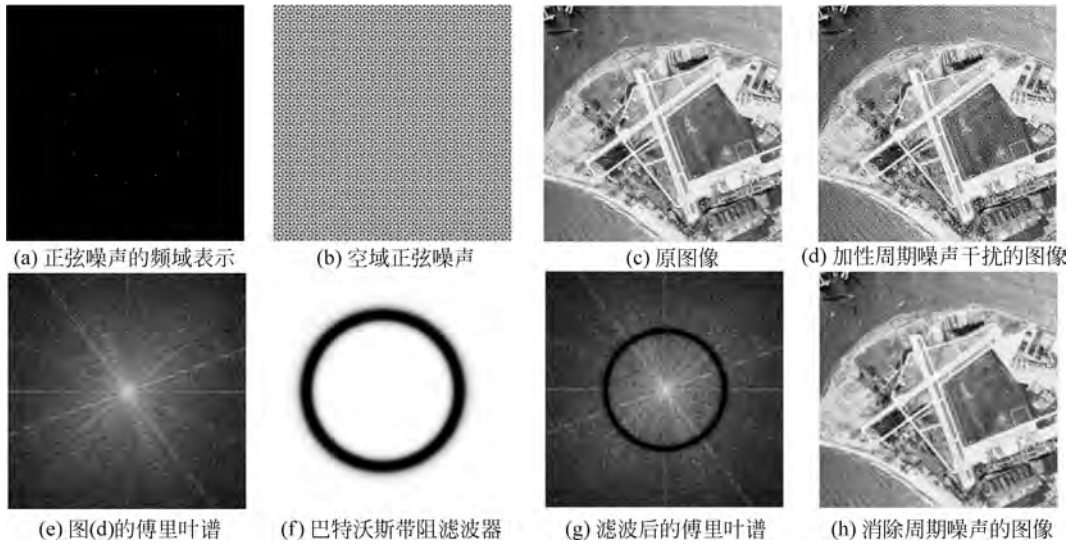 (a) 正弦噪声的频域表示
(b) 空域正弦噪声
(c) 原图像
(d) 加性周期噪声干扰的图像
(e) 图(d)的傅里叶谱
(f) 巴特沃斯带阻滤波器
(g) 滤波后的傅里叶谱
(h) 消除周期噪声的图像